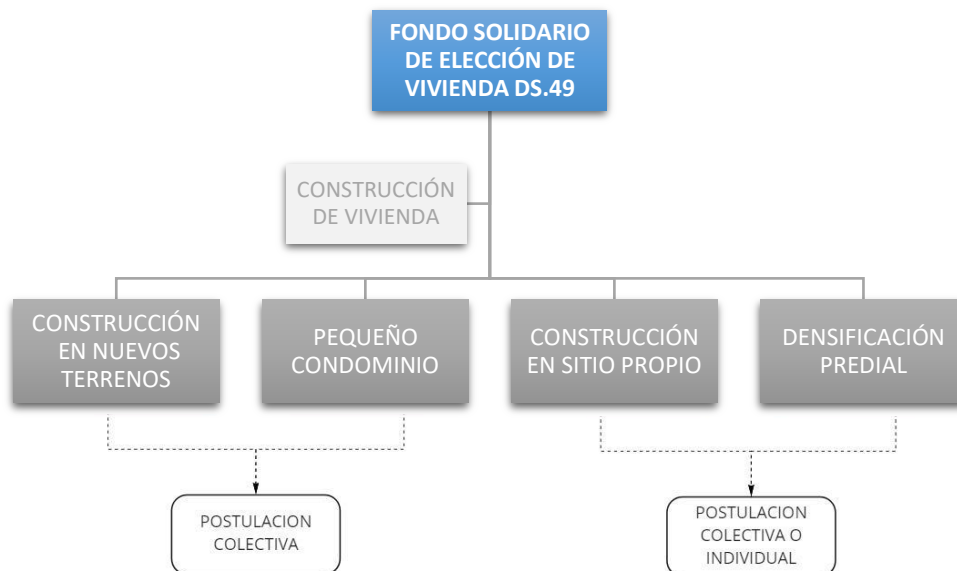 FONDO SOLIDARIO
DE ELECCIÓN DE
VIVIENDA DS.49
CONSTRUCCIÓN
DE VIVIENDA
CONSTRUCCIÓN
EN NUEVOS
TERRENOS
PEQUEÑO
CONDOMINIO
CONSTRUCCIÓN
EN SITIO PROPIO
DENSIFICACIÓN
PREDIAL
POSTULACION
COLECTIVA
POSTULACION
COLECTIVA O
INDIVIDUAL